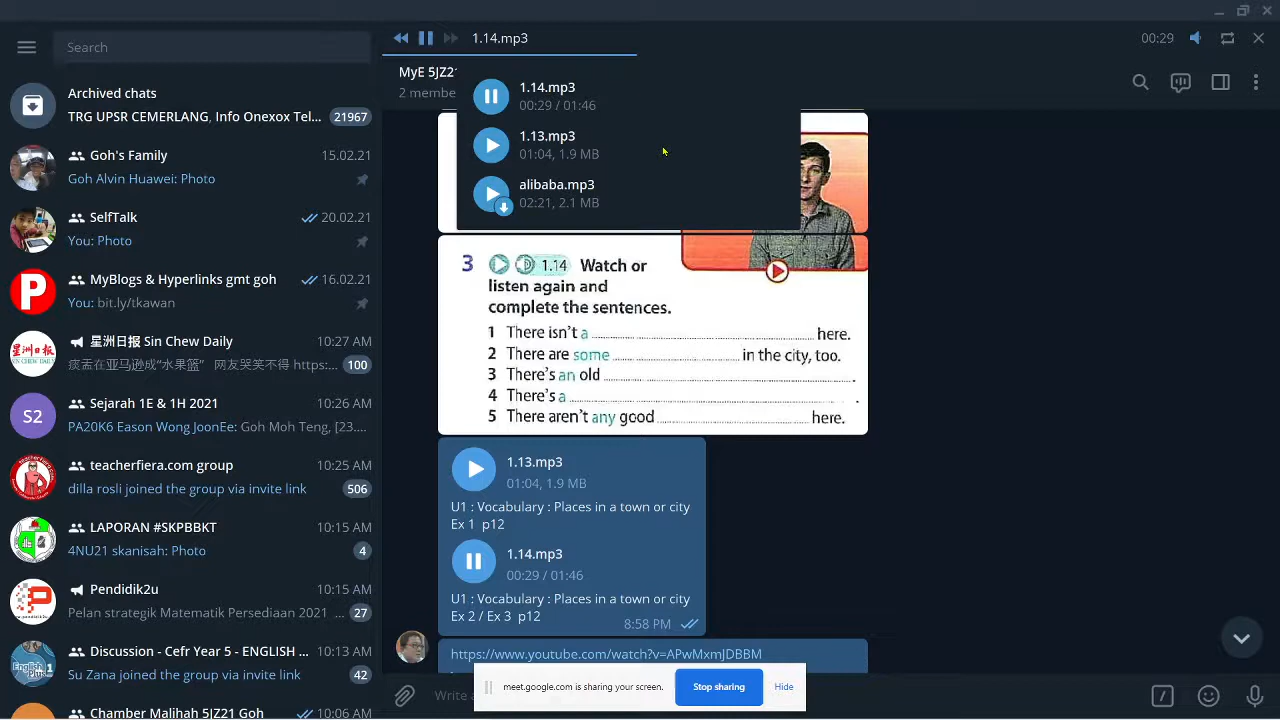 Search
Archived chats
TRG UPSR CEMERLANG, Info Onexox Tel... 21967
Goh's Family 15.02.21
Goh Alvin Huawei: Photo
SelfTalk 20.02.21
You: Photo
MyBlogs & Hyperlinks gmt goh 16.02.21
You: bit.ly/tkawan
星洲日报 Sin Chew Daily 10:27 AM
网友哭笑不得 https:... 100
Sejarah 1E & 1H 2021 10:26 AM
S2
PA20K6 Eason Wong JoonEe: Goh Moh Teng, [23....
teacherfiera.com group 10:25 AM
dilla rosli joined the group via invite link 506
LAPORAN #SKPBBKT 10:15 AM
4NU21 skanisah: Photo 4
Pendidik2u 10:15 AM
Pelan strategik Matematik Persediaan 2021 ... 27
Discussion - Cefr Year 5 - ENGLISH ... 10:13 AM
Su Zana joined the group via invite link 42
Chamber Malihah 5JZ21 Goh 10:06 AM
1.14.mp3 00:29
MyE 5JZ2
2 membe
1.14.mp3
00:29 / 01:46
1.13.mp3
01:04, 1.9 MB
alibaba.mp3
02:21, 2.1 MB
3 1.14 Watch or
listen again and
complete the sentences.
1 There isn't a ........ here.
2 There are some ........ in the city, too.
3 There's an old ........ .
4 There's a ........ .
5 There aren't any good ........ here.
1.13.mp3
01:04, 1.9 MB
U1 : Vocabulary : Places in a town or city
Ex 1 p12
1.14.mp3
00:29 / 01:46
U1 : Vocabulary : Places in a town or city
Ex 2 / Ex 3 p12
8:58 PM
https://www.youtube.com/watch?v=APwMxmJDBBM
Write a
meet.google.com is sharing your screen. Stop sharing Hide